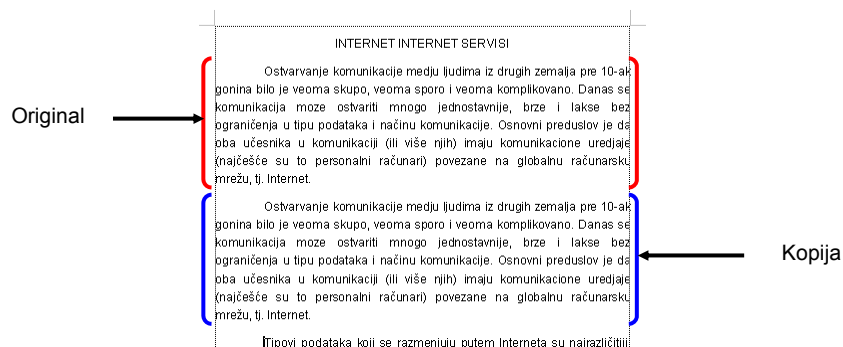 INTERNET INTERNET SERVISI
Ostvarvanje komunikacije medju ljudima iz drugih zemalja pre 10-ak
gonina bilo je veoma skupo, veoma sporo i veoma komplikovano. Danas se
komunikacija moze ostvariti mnogo jednostavnije, brze i lakse bez
Original
ograničenja u tipu podataka i načinu komunikacije. Osnovni preduslov je da
oba učesnika u komunikaciji (ili više njih) imaju komunikacione uredjaje
(najčešće su to personalni računari) povezane na globalnu računarsku
mrežu, tj. Internet.
Ostvarvanje komunikacije medju ljudima iz drugih zemalja pre 10-ak
gonina bilo je veoma skupo, veoma sporo i veoma komplikovano. Danas se
komunikacija moze ostvariti mnogo jednostavnije, brze i lakse bez
Kopija
ograničenja u tipu podataka i načinu komunikacije. Osnovni preduslov je da
oba učesnika u komunikaciji (ili više njih) imaju komunikacione uredjaje
(najčešće su to personalni računari) povezane na globalnu računarsku
mrežu, tj. Internet.
Tipovi podataka koji se razmenjuju putem Interneta su najrazličitiji